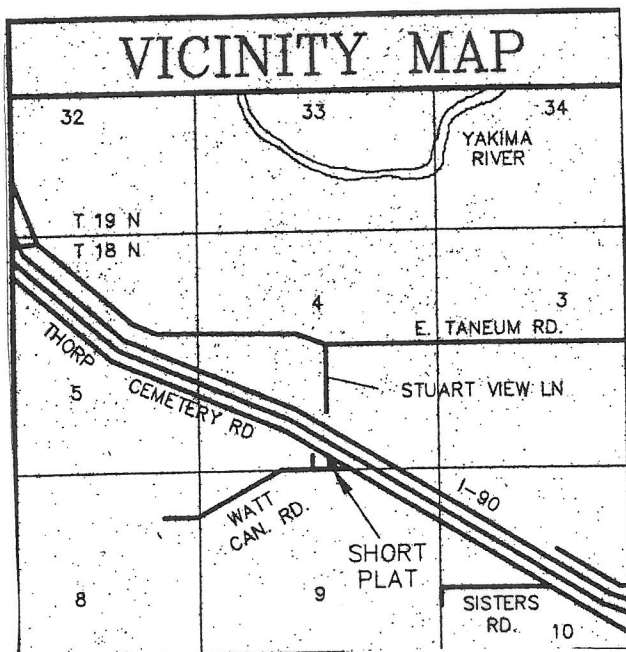 VICINITY MAP
32
33
34
YAKIMA
RIVER
T 19 N
T 18 N
4
3
E. TANEUM RD.
THORP
CEMETERY RD
5
STUART VIEW LN
I-90
WATT
CAN. RD.
SHORT
PLAT
8
9
SISTERS
RD.
10